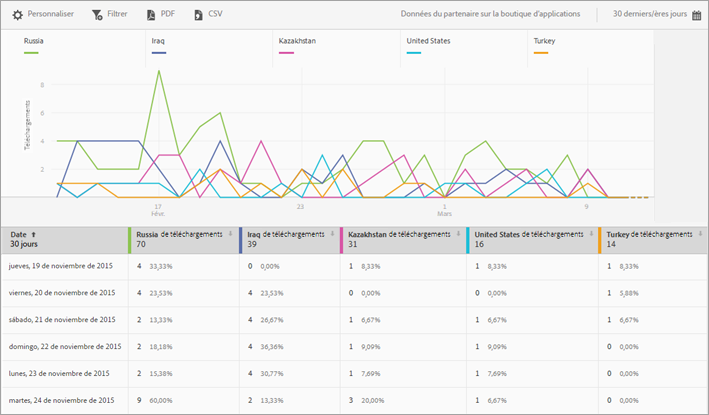 Personnaliser Filtrer PDF CSV Données du partenaire sur la boutique d'applications 30 derniers/ères jours
Russia Iraq Kazakhstan United States Turkey
Téléchargements
8
6
4
2
17 23 1 9
Févr. Mars
Date Russia de téléchargements Iraq de téléchargements Kazakhstan de téléchargements United States de téléchargements Turkey de téléchargements
30 jours 70 39 31 16 14
jueves, 19 de noviembre de 2015 4 33,33% 0 0,00% 1 8,33% 1 8,33% 1 8,33%
viernes, 20 de noviembre de 2015 4 23,53% 4 23,53% 0 0,00% 0 0,00% 1 5,88%
sábado, 21 de noviembre de 2015 2 13,33% 4 26,67% 1 6,67% 1 6,67% 1 6,67%
domingo, 22 de noviembre de 2015 2 18,18% 4 36,36% 1 9,09% 1 9,09% 0 0,00%
lunes, 23 de noviembre de 2015 2 15,38% 4 30,77% 1 7,69% 1 7,69% 0 0,00%
martes, 24 de noviembre de 2015 9 60,00% 2 13,33% 3 20,00% 1 6,67% 0 0,00%